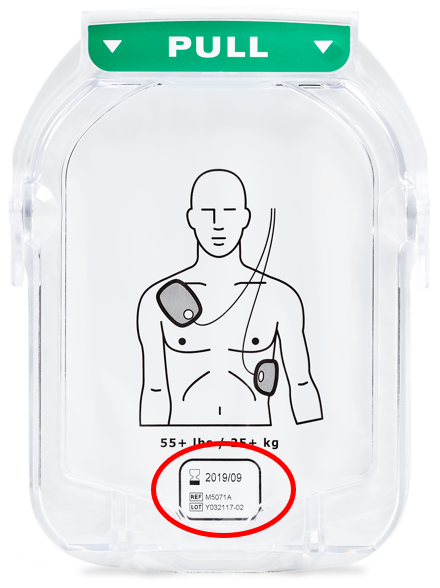 PULL
55+ lbs / 25+ kg
2019/09
REF M5071A
LOT Y032117-02